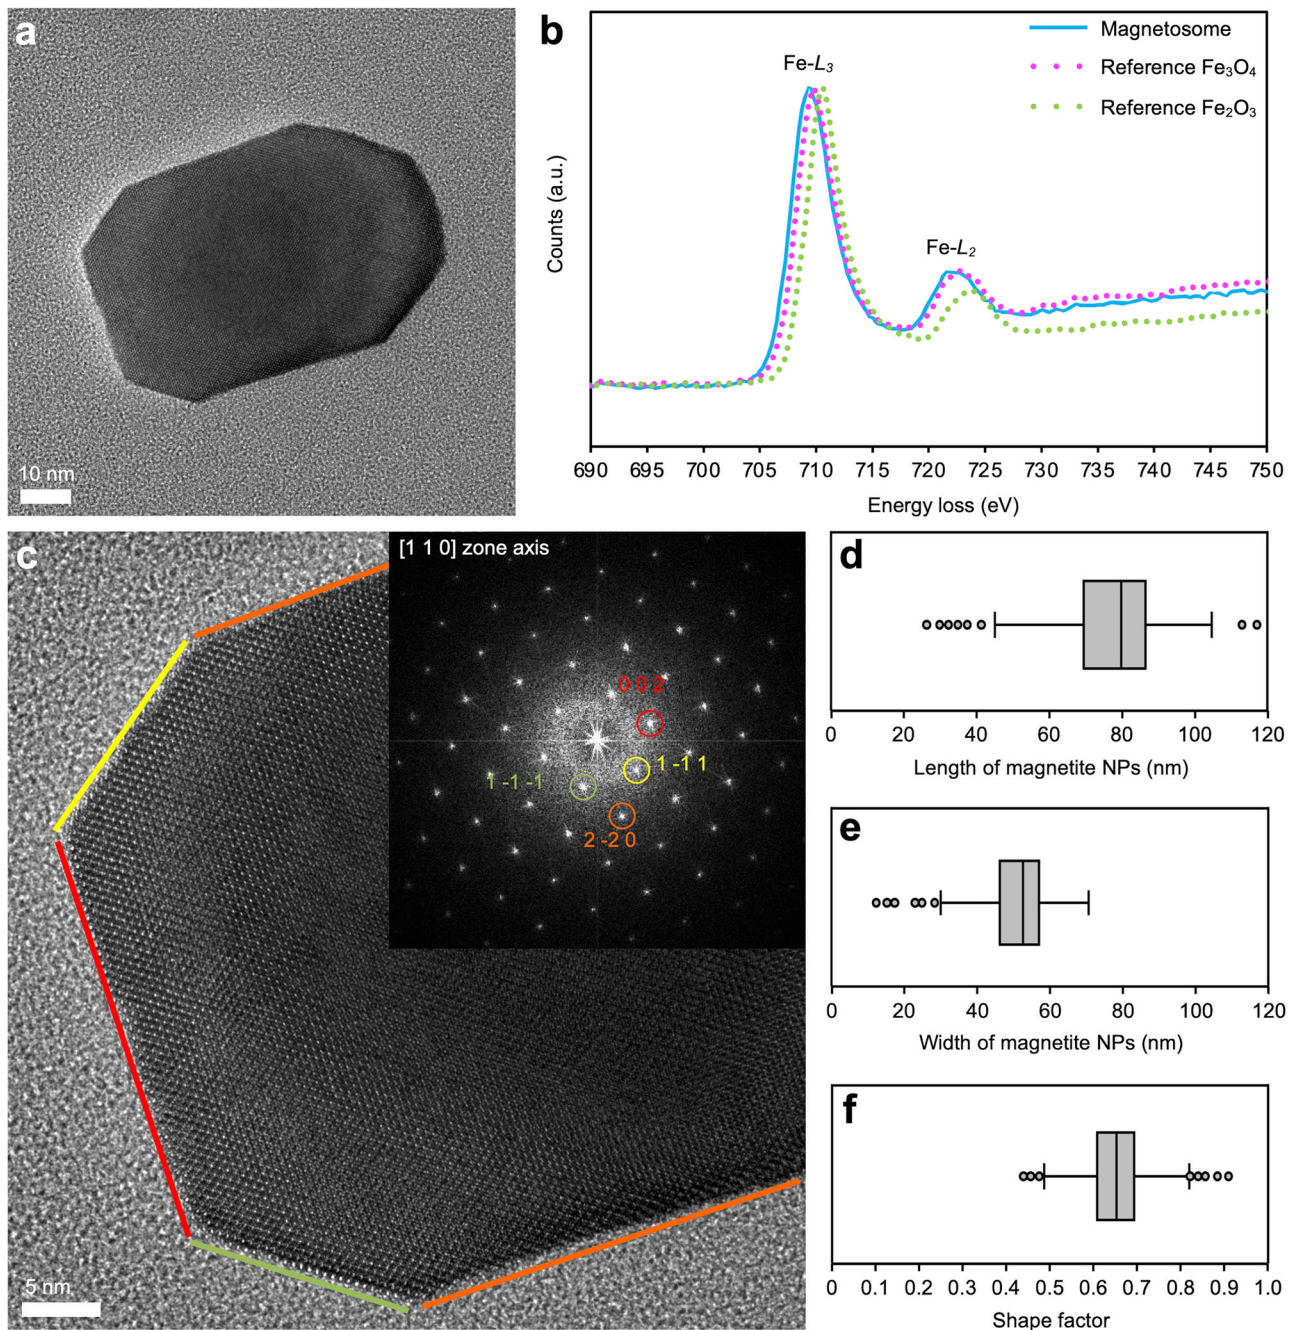 a
10 nm
b
Magnetosome
Reference Fe₃O₄
Reference Fe₂O₃
Fe-L₃
Fe-L₂
Counts (a.u.)
690 695 700 705 710 715 720 725 730 735 740 745 750
Energy loss (eV)
c
[1 1 0] zone axis
0 0 2
1 -1 1
1 -1 -1
2 -2 0
5 nm
d
0 20 40 60 80 100 120
Length of magnetite NPs (nm)
e
0 20 40 60 80 100 120
Width of magnetite NPs (nm)
f
0 0.1 0.2 0.3 0.4 0.5 0.6 0.7 0.8 0.9 1.0
Shape factor